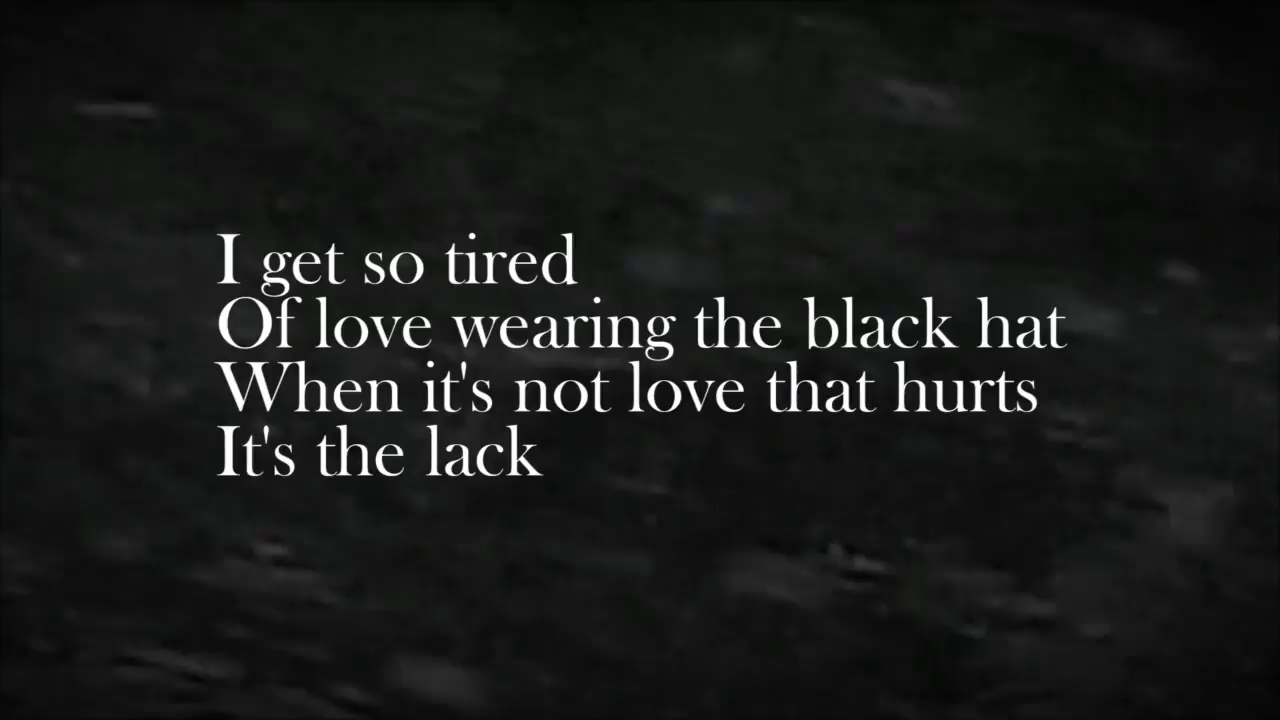 I get so tired
Of love wearing the black hat
When it's not love that hurts
It's the lack